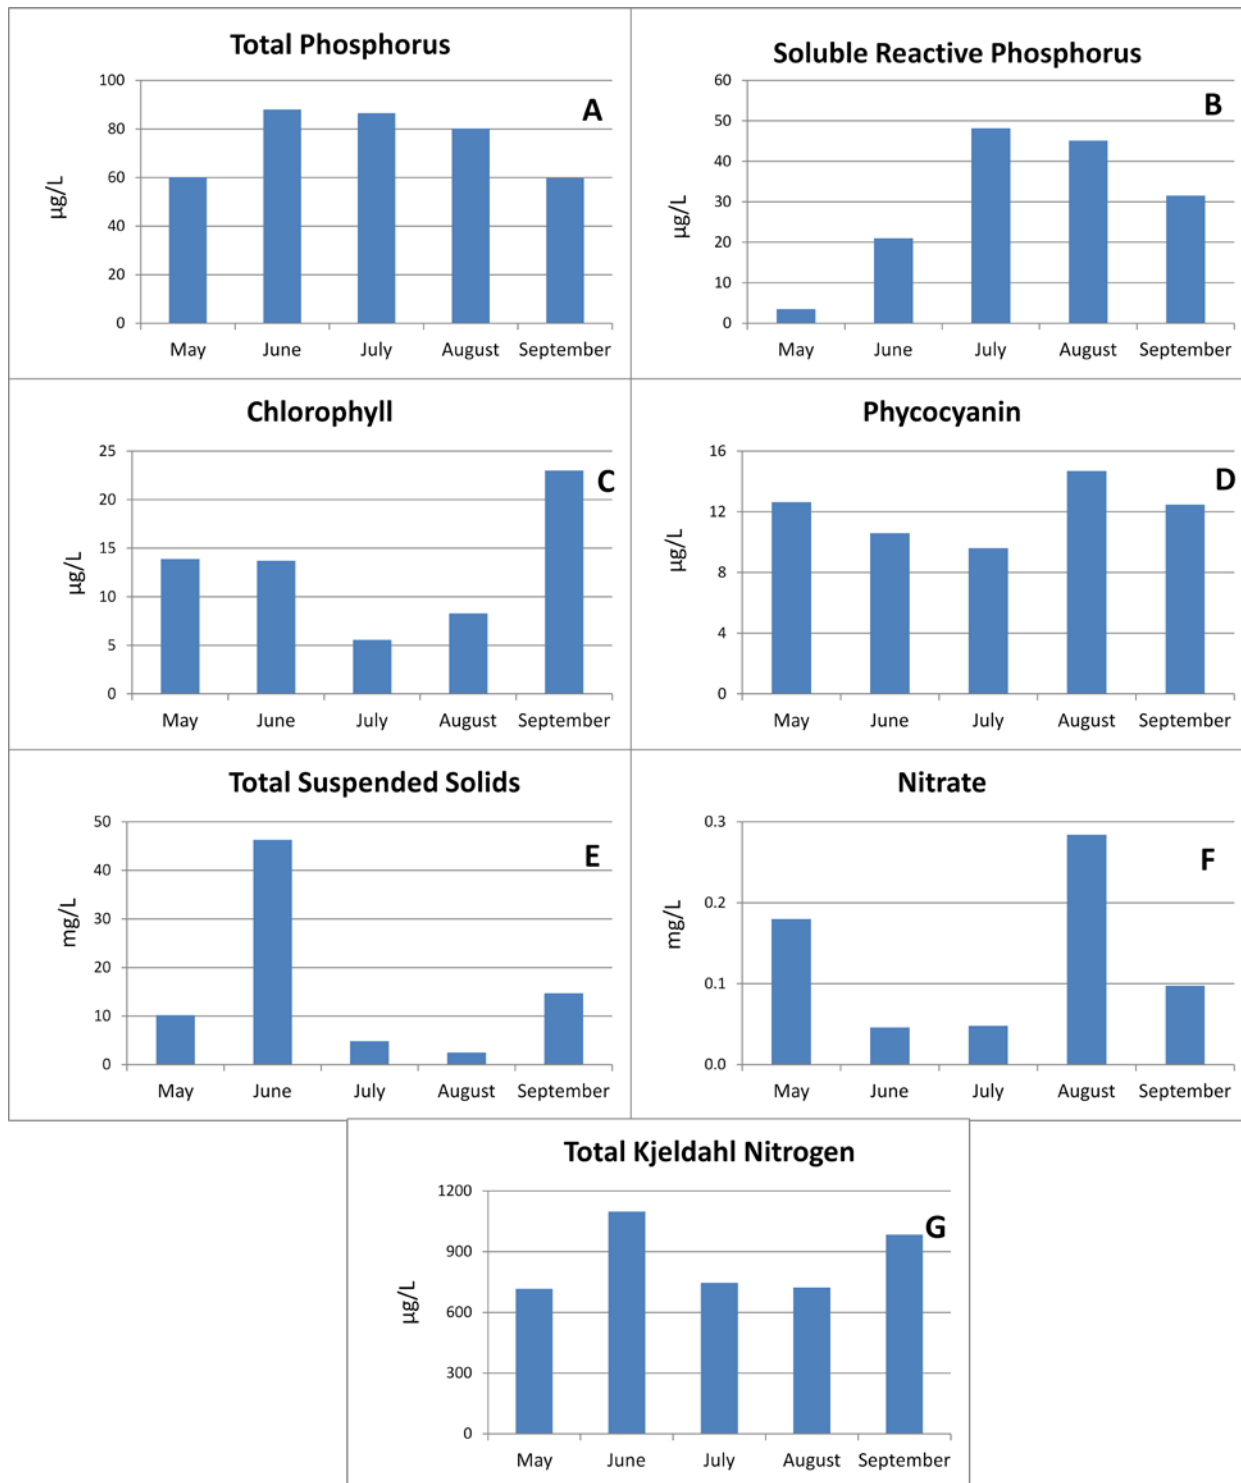 Total Phosphorus
A
100
80
60
40
20
0
µg/L
May June July August September
Soluble Reactive Phosphorus
B
60
50
40
30
20
10
0
µg/L
May June July August September
Chlorophyll
C
25
20
15
10
5
0
µg/L
May June July August September
Phycocyanin
D
16
12
8
4
0
µg/L
May June July August September
Total Suspended Solids
E
50
40
30
20
10
0
mg/L
May June July August September
Nitrate
F
0.3
0.2
0.1
0.0
mg/L
May June July August September
Total Kjeldahl Nitrogen
G
1200
900
600
300
0
µg/L
May June July August September